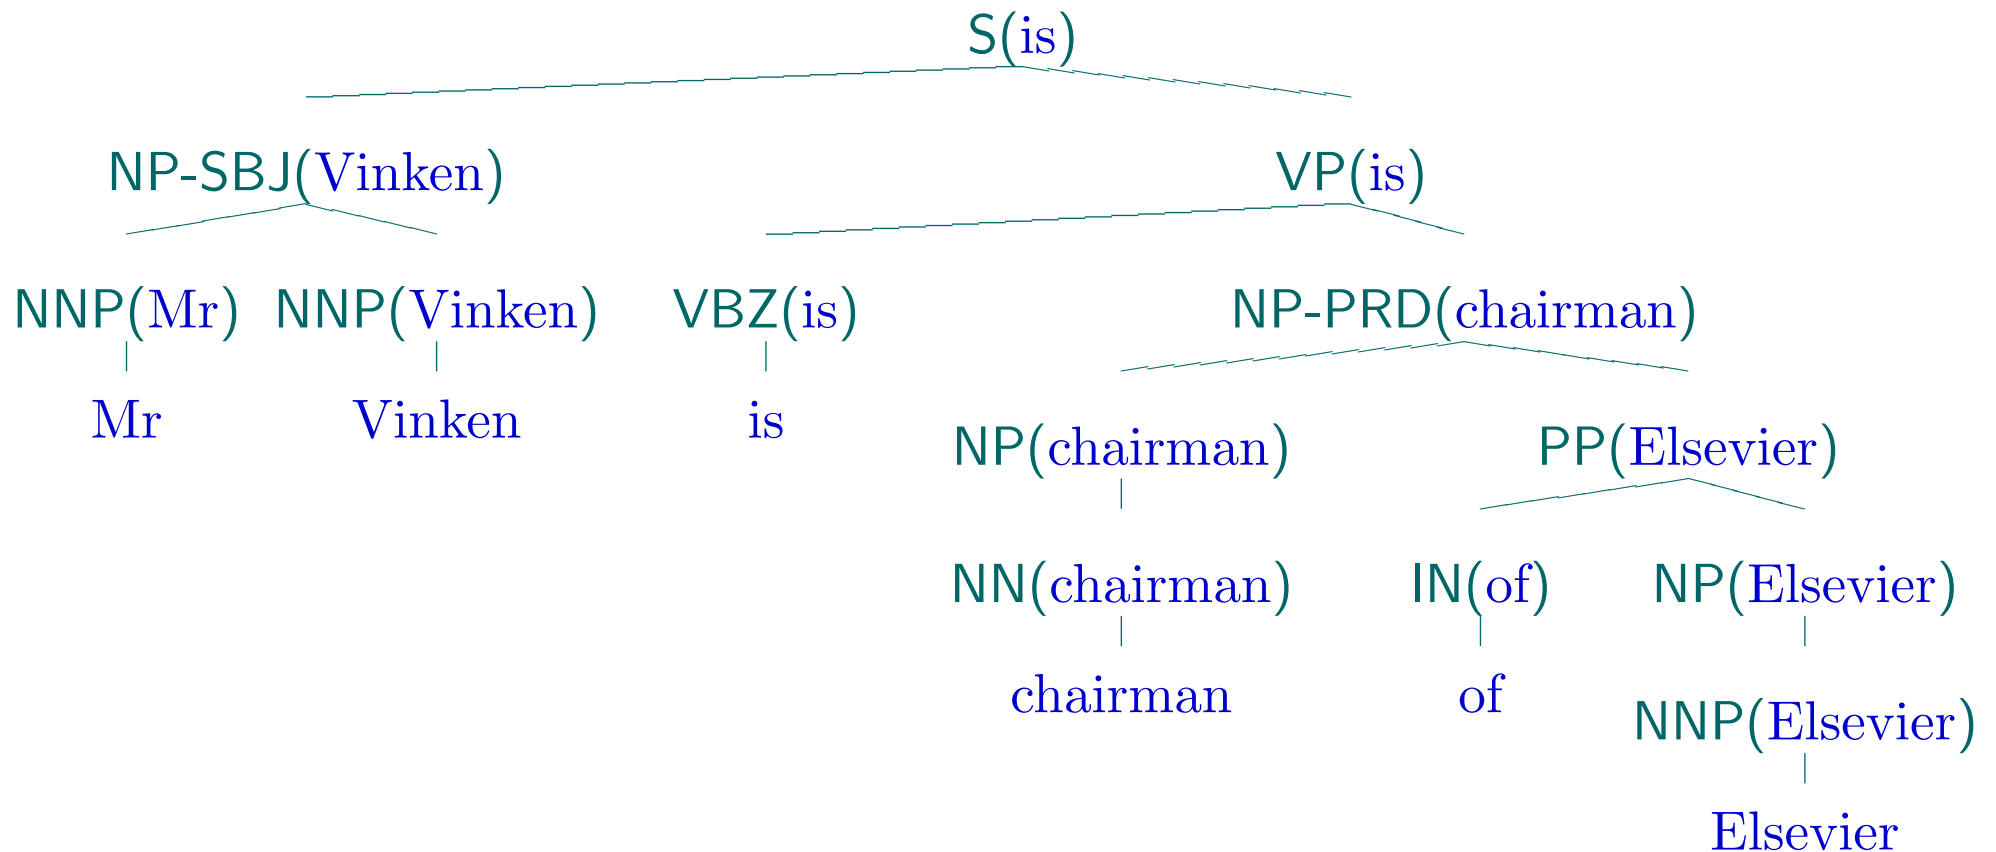 S(is)
NP-SBJ(Vinken) VP(is)
NNP(Mr) NNP(Vinken) VBZ(is) NP-PRD(chairman)
Mr Vinken is
NP(chairman) PP(Elsevier)
NN(chairman) IN(of) NP(Elsevier)
chairman of
NNP(Elsevier)
Elsevier